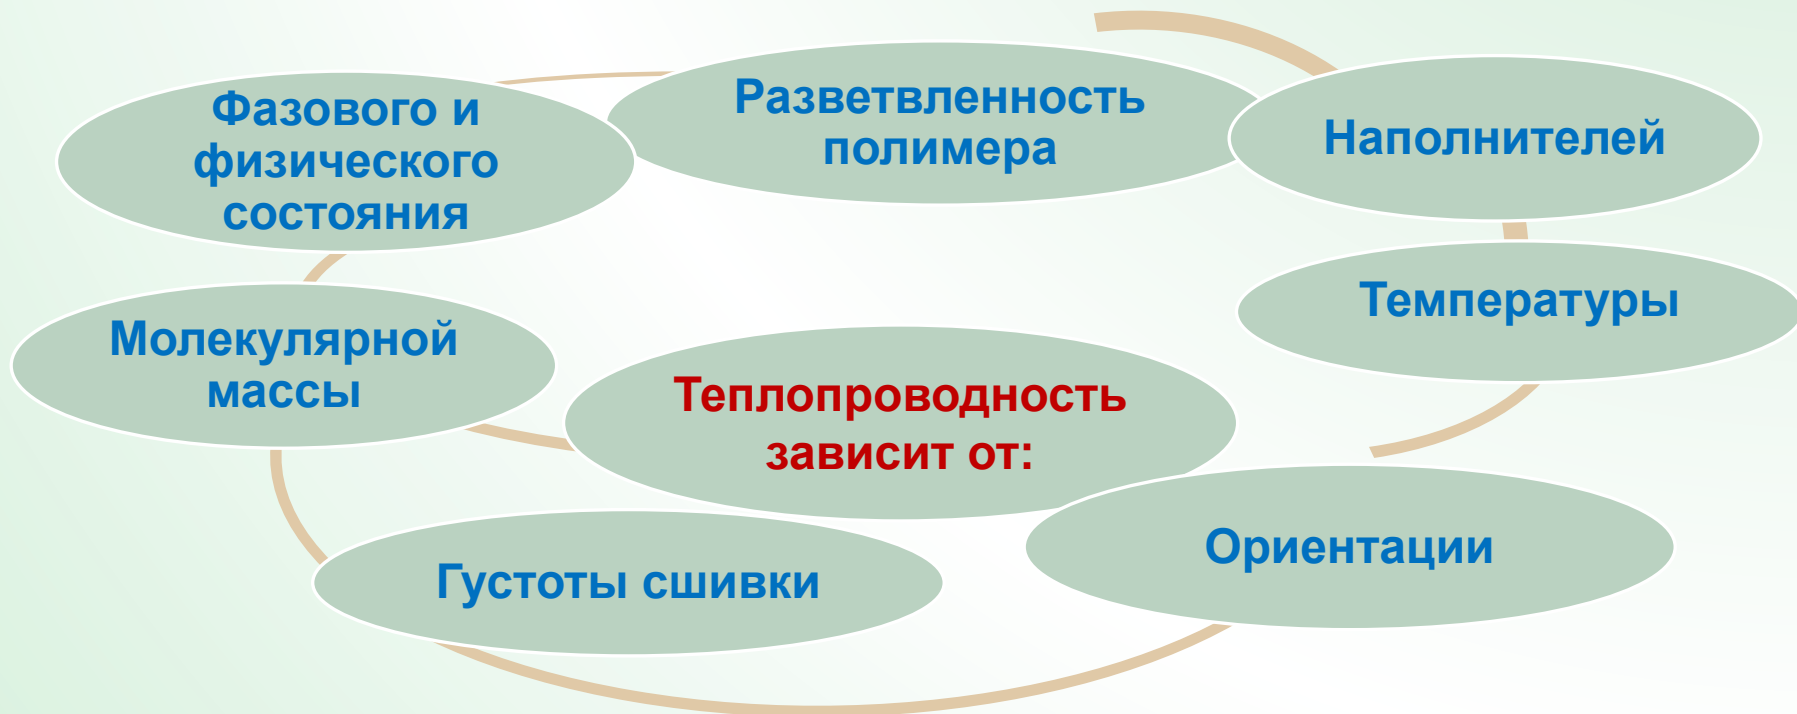 Фазового и
физического
состояния
Разветвленность
полимера
Наполнителей
Температуры
Молекулярной
массы
Теплопроводность
зависит от:
Ориентации
Густоты сшивки